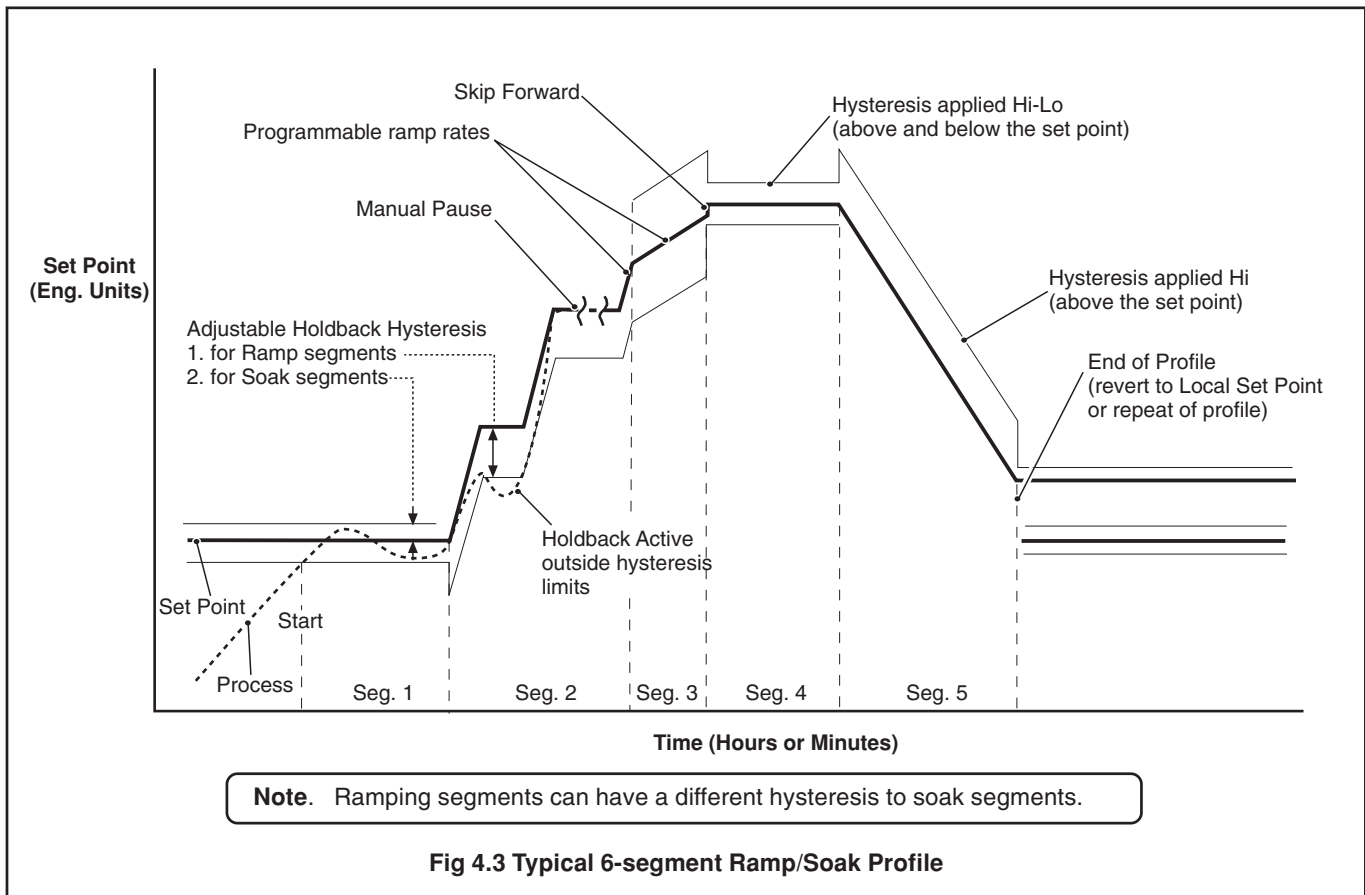 Skip Forward
Programmable ramp rates
Manual Pause
Hysteresis applied Hi-Lo
(above and below the set point)
Set Point
(Eng. Units)
Adjustable Holdback Hysteresis
1. for Ramp segments
2. for Soak segments
Hysteresis applied Hi
(above the set point)
End of Profile
(revert to Local Set Point
or repeat of profile)
Holdback Active
outside hysteresis
limits
Set Point
Start
Process
Seg. 1
Seg. 2
Seg. 3
Seg. 4
Seg. 5
Time (Hours or Minutes)
Note. Ramping segments can have a different hysteresis to soak segments.
Fig 4.3 Typical 6-segment Ramp/Soak Profile